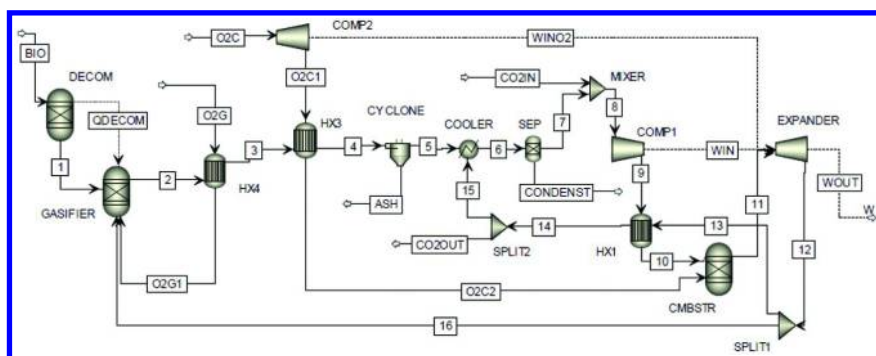 COMP2
O2C
WINO2
BIO
DECOM
CO2IN
MIXER
O2C1
QDECOM
O2G
HX3
CYCLONE
COOLER
SEP
7
8
COMP1
EXPANDER
WIN
WOUT
W
1
2
3
4
5
6
9
11
GASIFIER
HX4
ASH
15
CONDENST
CO2OUT
14
SPLIT2
HX1
13
12
10
O2G1
O2C2
CMBSTR
16
SPLIT1